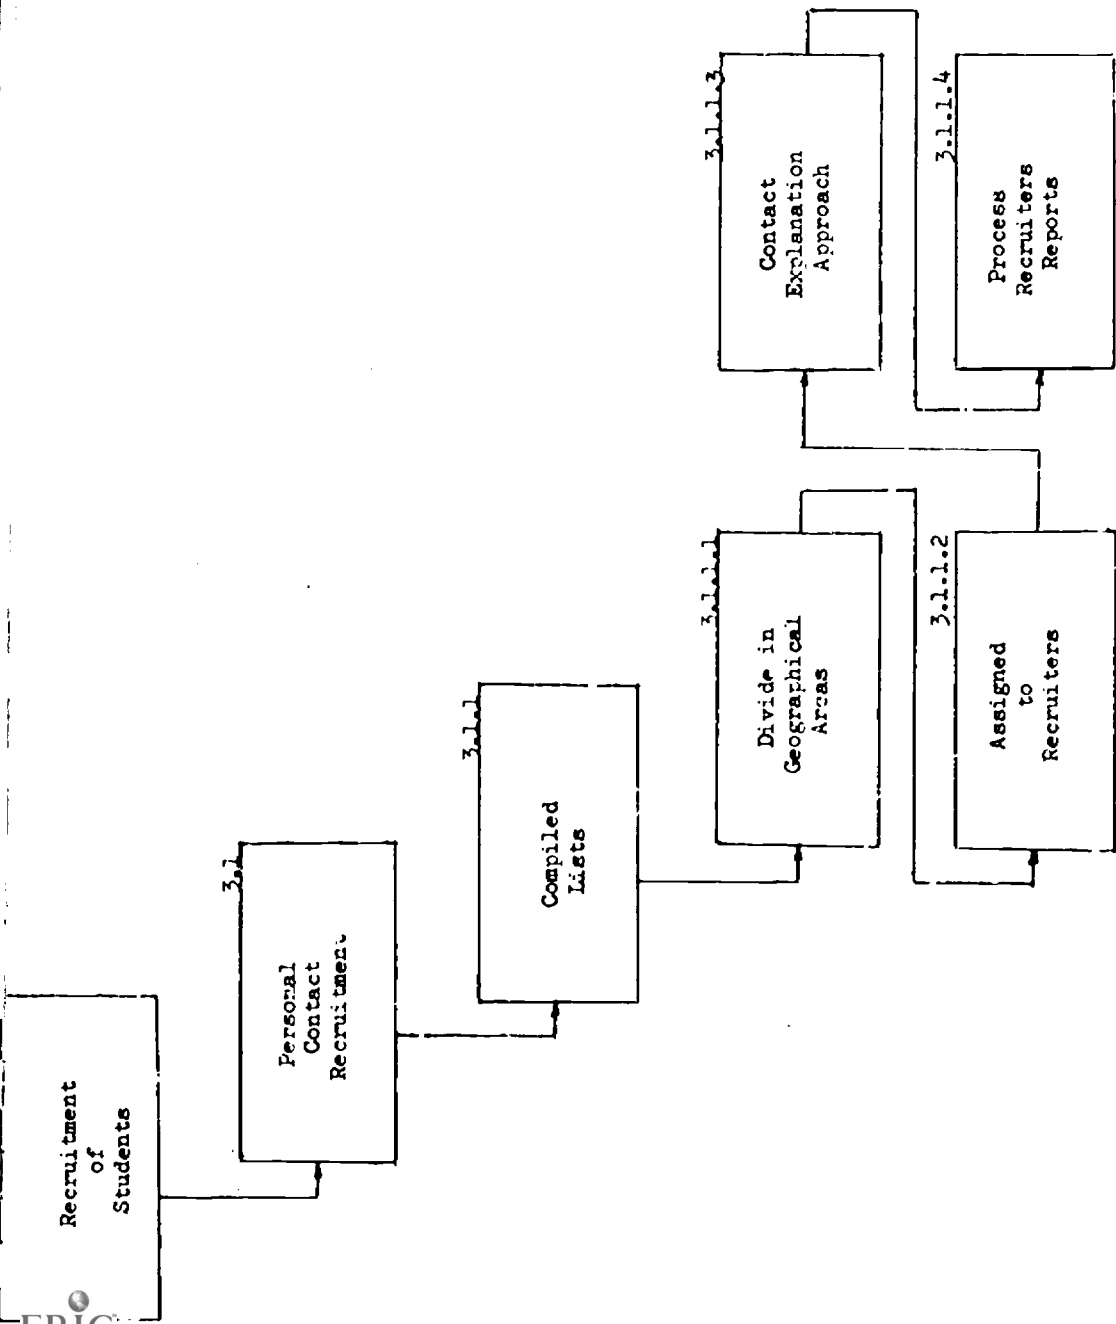 Recruitment
of
Students
3.1
Personal
Contact
Recruitment
3.1.1
Compiled
Lists
3.1.1.1
Divide in
Geographical
Areas
3.1.1.2
Assigned
to
Recruiters
3.1.1.3
Contact
Explanation
Approach
3.1.1.4
Process
Recruiters
Reports
ERIC